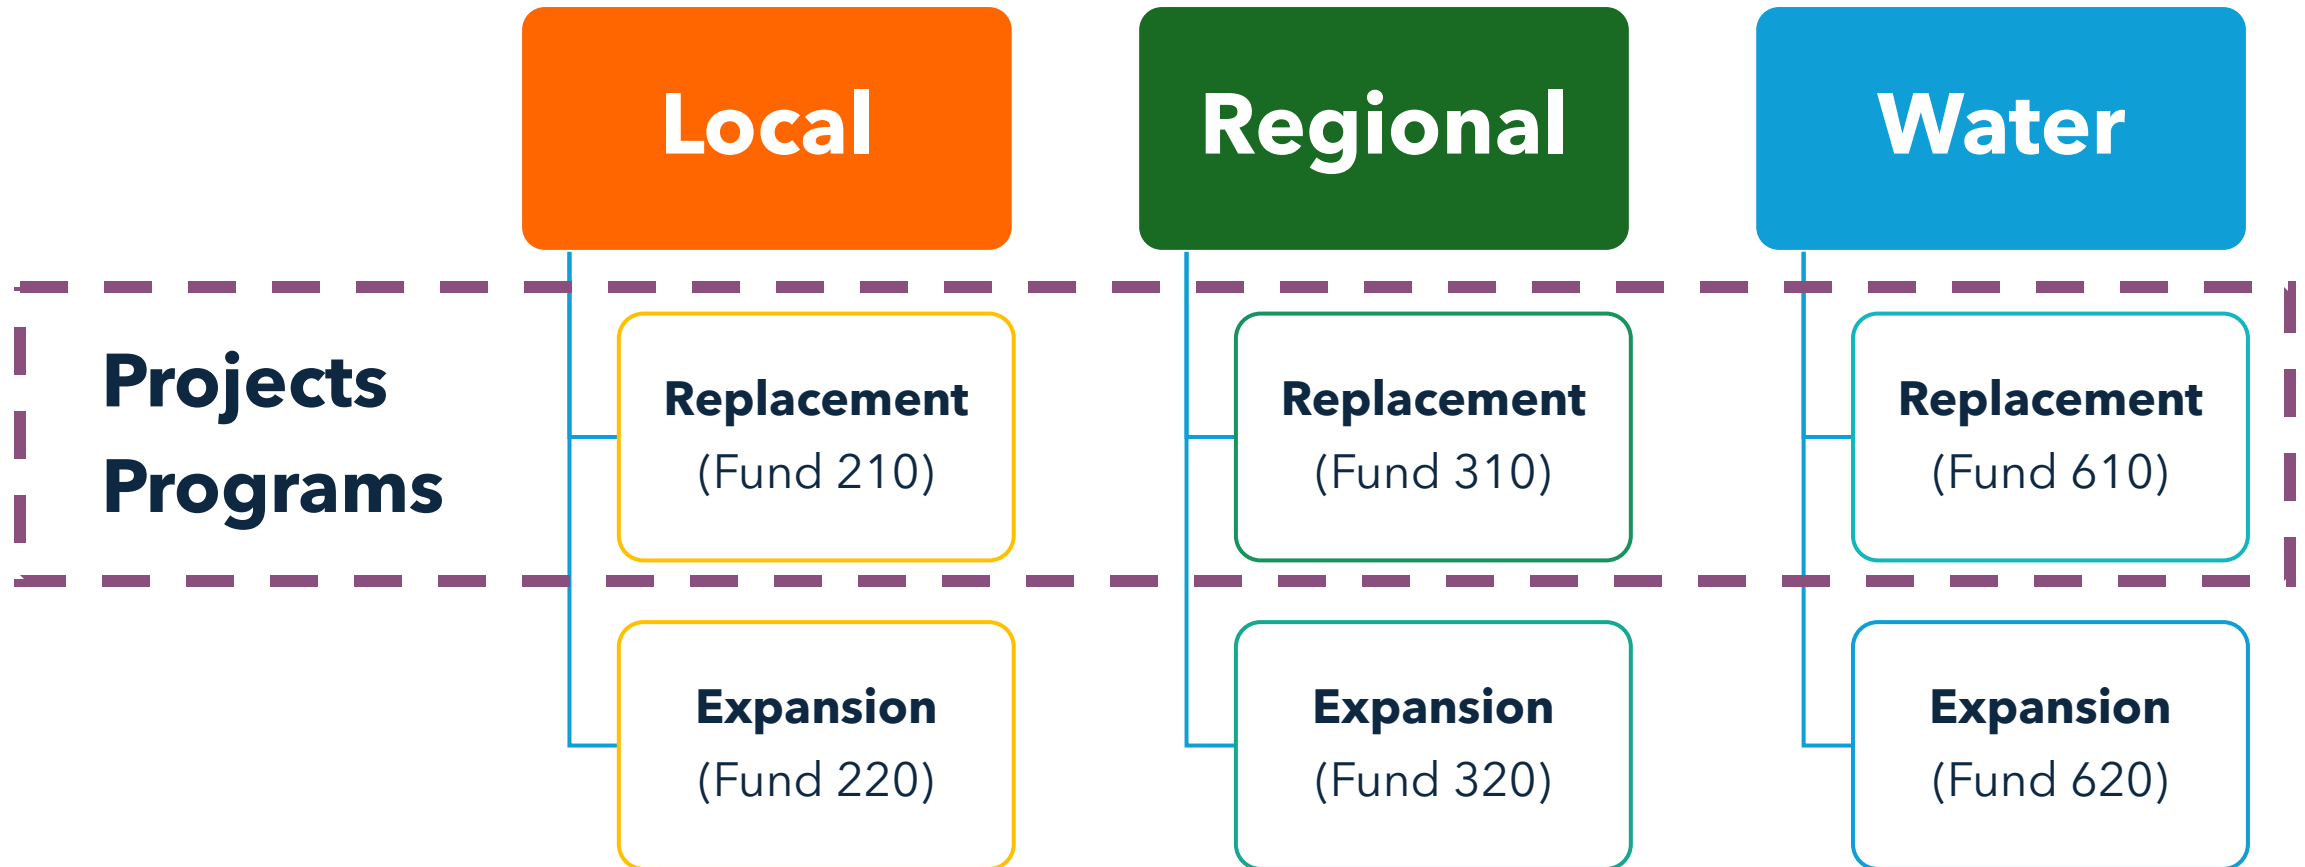 Local
Regional
Water
Projects
Programs
Replacement
(Fund 210)
Replacement
(Fund 310)
Replacement
(Fund 610)
Expansion
(Fund 220)
Expansion
(Fund 320)
Expansion
(Fund 620)